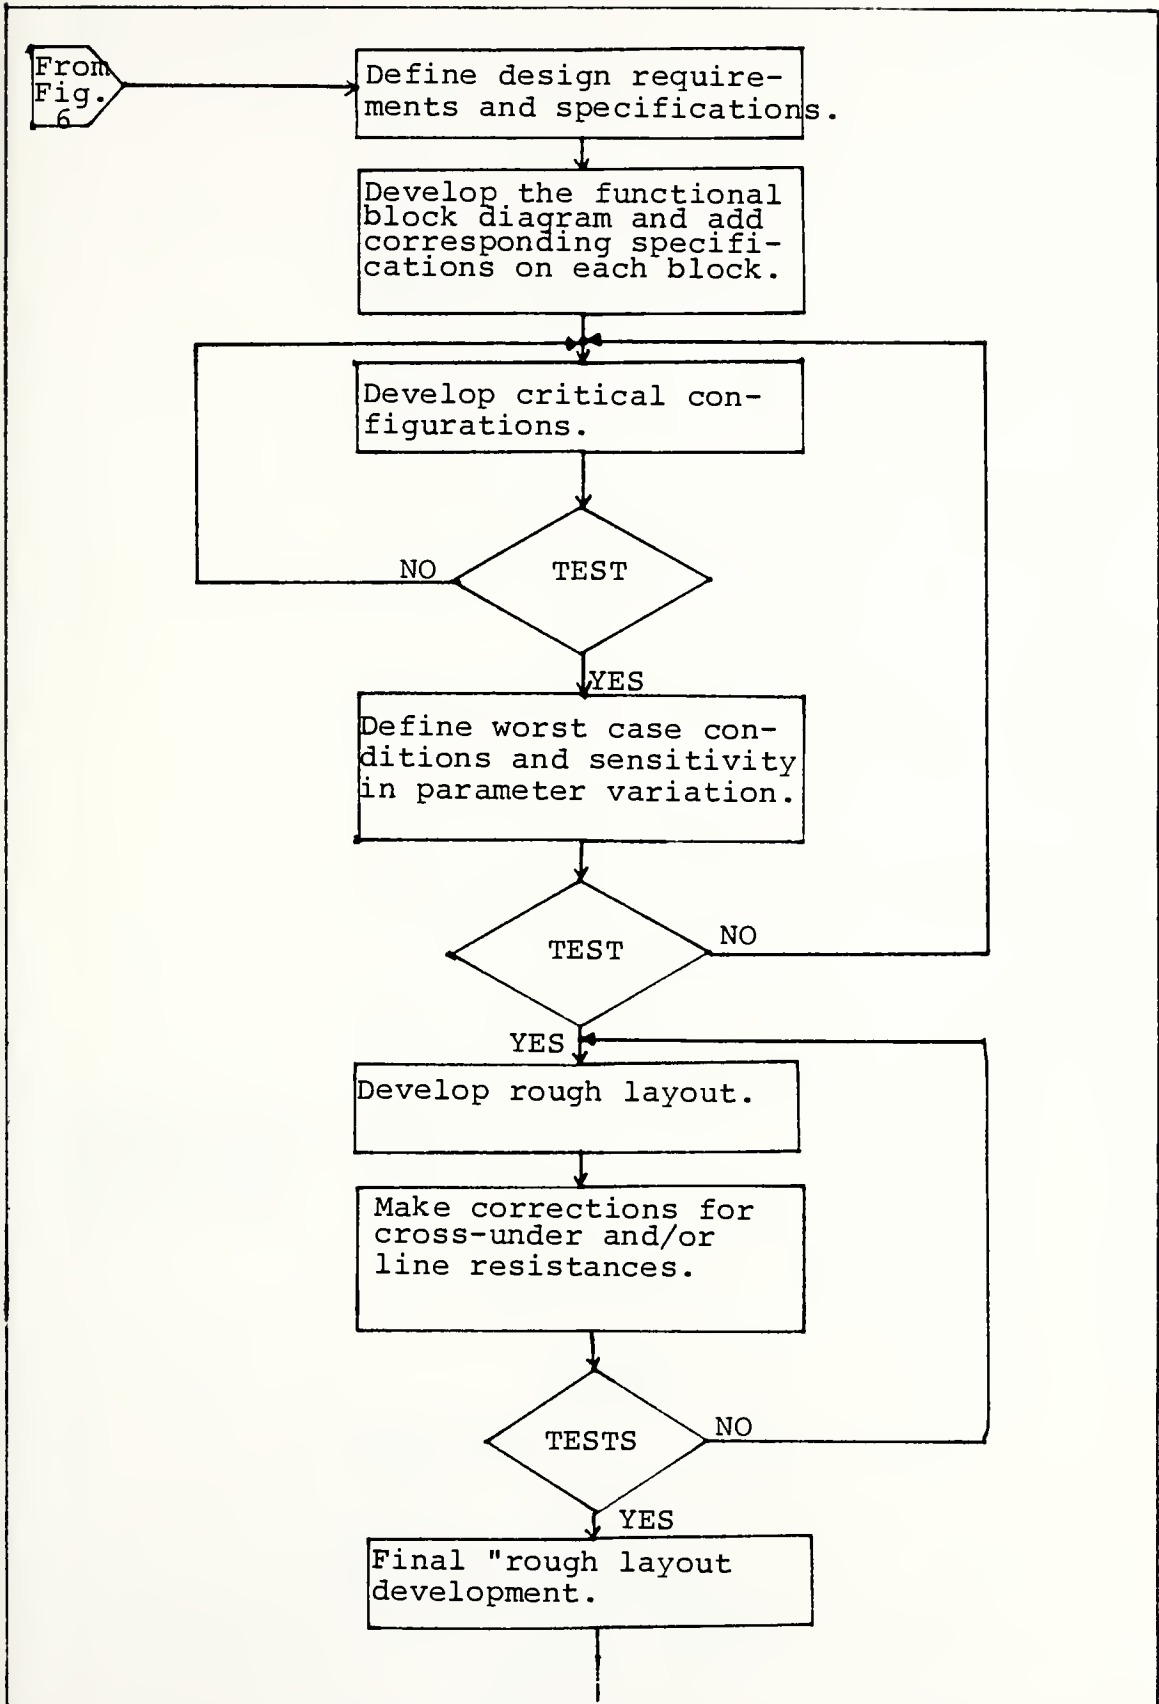 From
Fig.
6
Define design require-
ments and specifications.
Develop the functional
block diagram and add
corresponding specifi-
cations on each block.
Develop critical con-
figurations.
NO
TEST
YES
Define worst case con-
ditions and sensitivity
in parameter variation.
TEST
NO
YES
Develop rough layout.
Make corrections for
cross-under and/or
line resistances.
TESTS
NO
YES
Final "rough layout
development.